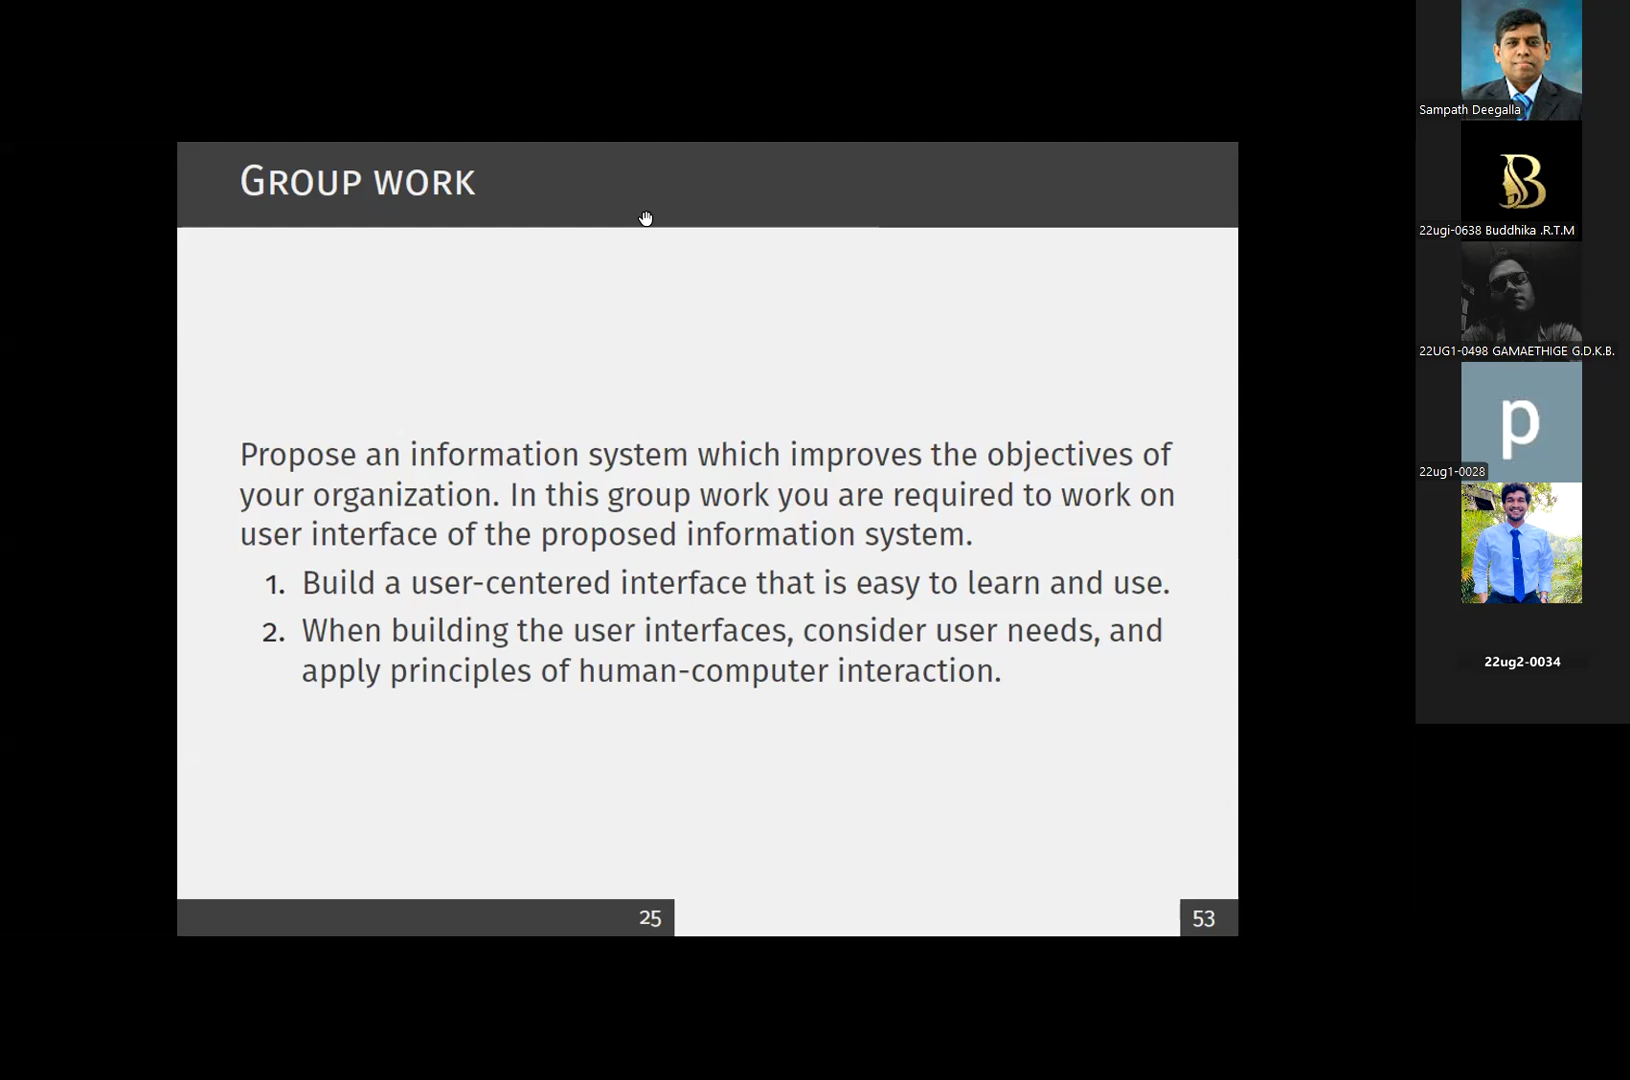 GROUP WORK
Propose an information system which improves the objectives of
your organization. In this group work you are required to work on
user interface of the proposed information system.
1. Build a user-centered interface that is easy to learn and use.
2. When building the user interfaces, consider user needs, and
apply principles of human-computer interaction.
25
53
Sampath Deegalla
B
22ugi-0638 Buddhika .R.T.M
22UG1-0498 GAMAETHIGE G.D.K.B.
p
22ug1-0028
22ug2-0034